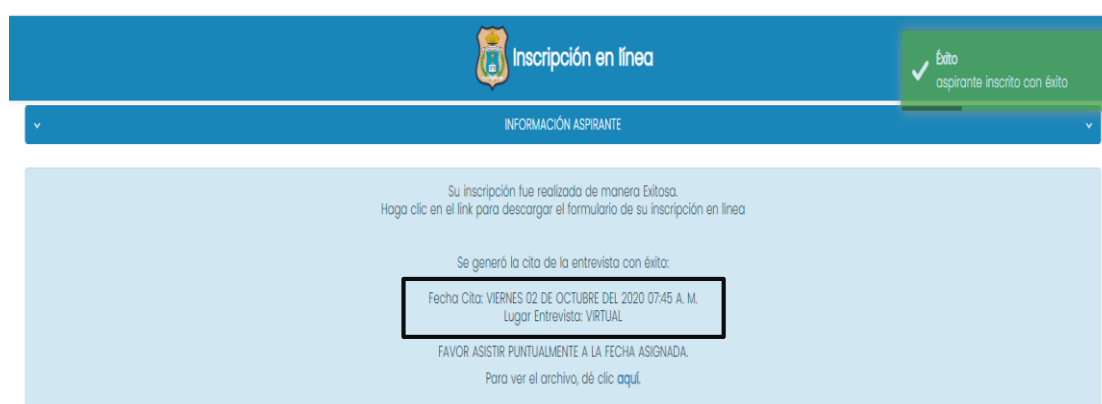 Inscripción en línea
Éxito
aspirante inscrito con éxito
INFORMACIÓN ASPIRANTE
Su inscripción fue realizada de manera Exitosa.
Haga clic en el link para descargar el formulario de su inscripción en linea
Se generó la cita de la entrevista con éxito:
Fecha Cita: VIERNES 02 DE OCTUBRE DEL 2020 07:45 A. M.
Lugar Entrevista: VIRTUAL
FAVOR ASISTIR PUNTUALMENTE A LA FECHA ASIGNADA.
Para ver el archivo, dé clic aquí.